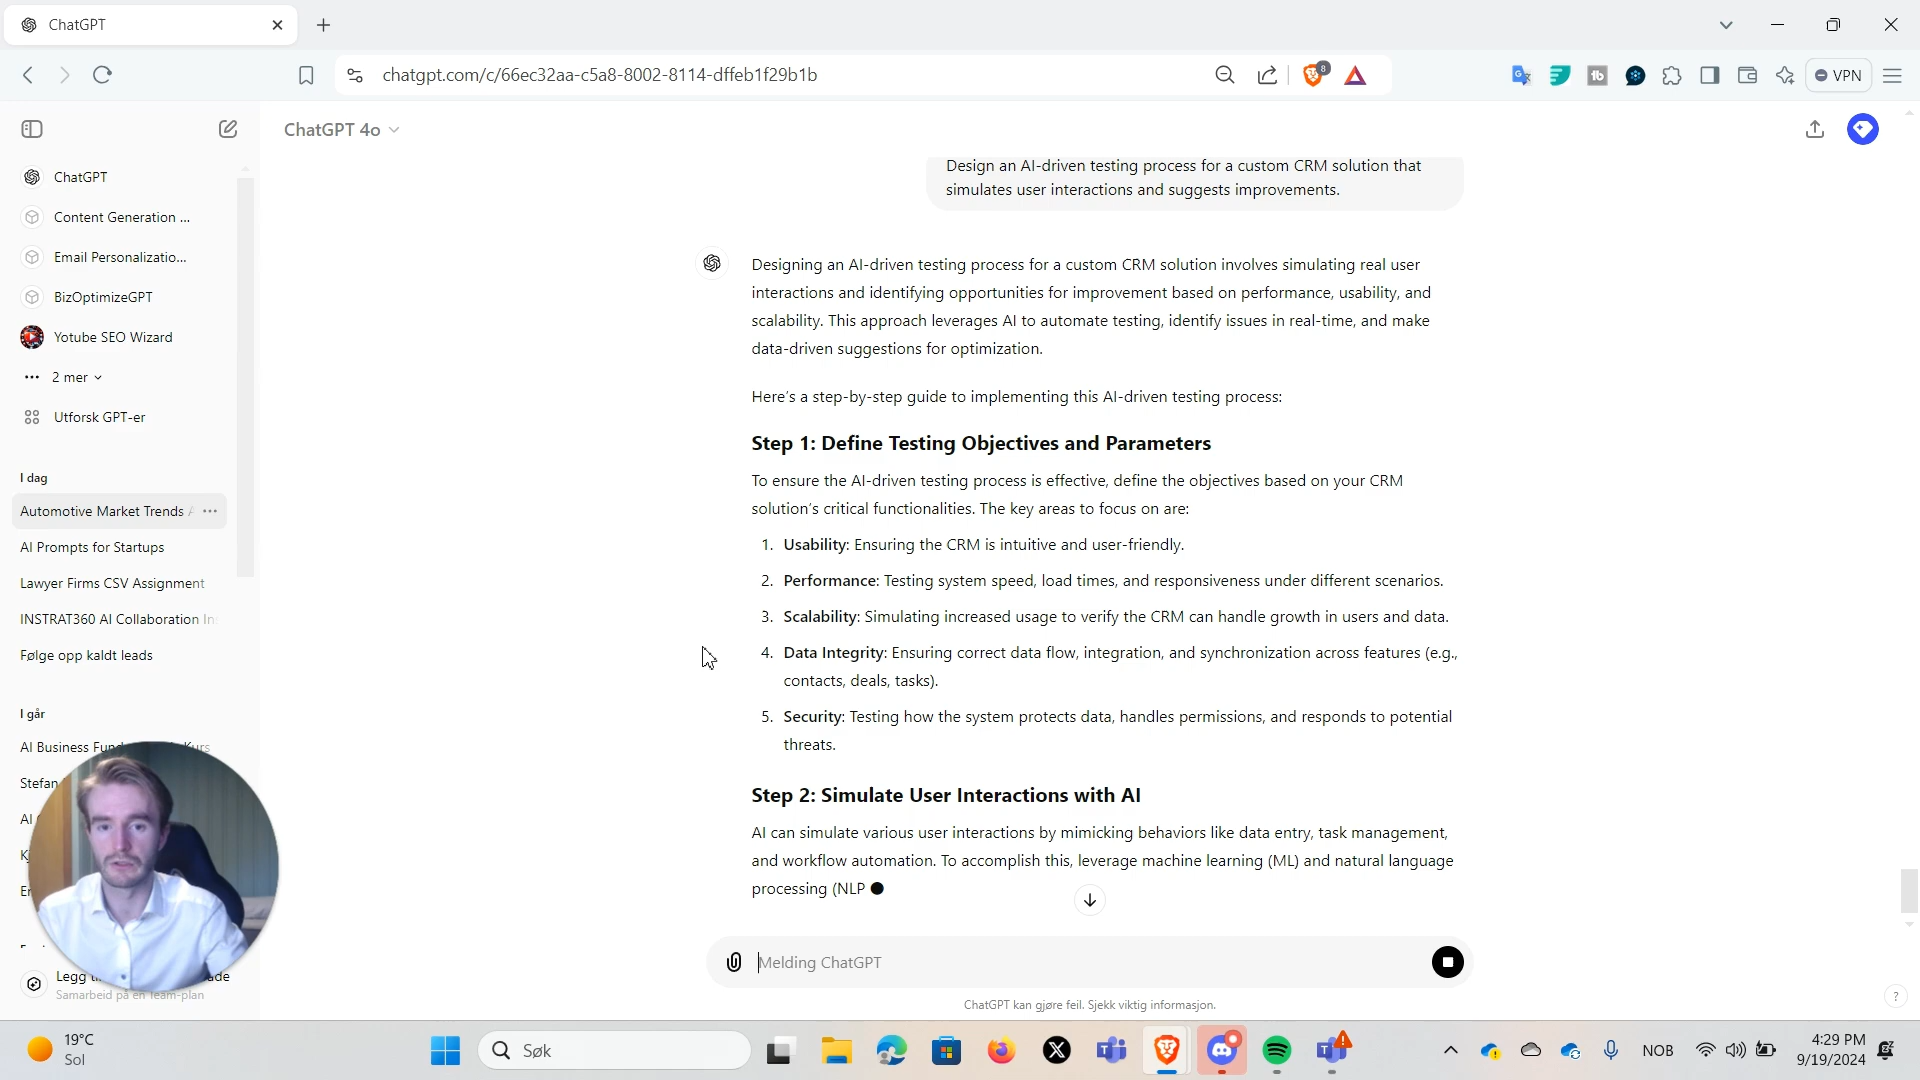 ChatGPT
chatgpt.com/c/66ec32aa-c5a8-8002-8114-dffeb1f29b1b
8
VPN
ChatGPT 4o
ChatGPT
Content Generation ...
Email Personalizatio...
BizOptimizeGPT
Yotube SEO Wizard
2 mer
Utforsk GPT-er
I dag
Automotive Market Trends
AI Prompts for Startups
Lawyer Firms CSV Assignment
INSTRAT360 AI Collaboration In
Følge opp kaldt leads
I går
AI Business Kurs
Stefan
AI
Samarbeid på en Team-plan
Design an AI-driven testing process for a custom CRM solution that
simulates user interactions and suggests improvements.
Designing an AI-driven testing process for a custom CRM solution involves simulating real user
interactions and identifying opportunities for improvement based on performance, usability, and
scalability. This approach leverages AI to automate testing, identify issues in real-time, and make
data-driven suggestions for optimization.
Here's a step-by-step guide to implementing this AI-driven testing process:
Step 1: Define Testing Objectives and Parameters
To ensure the AI-driven testing process is effective, define the objectives based on your CRM
solution's critical functionalities. The key areas to focus on are:
1. Usability: Ensuring the CRM is intuitive and user-friendly.
2. Performance: Testing system speed, load times, and responsiveness under different scenarios.
3. Scalability: Simulating increased usage to verify the CRM can handle growth in users and data.
4. Data Integrity: Ensuring correct data flow, integration, and synchronization across features (e.g.,
contacts, deals, tasks).
5. Security: Testing how the system protects data, handles permissions, and responds to potential
threats.
Step 2: Simulate User Interactions with AI
AI can simulate various user interactions by mimicking behaviors like data entry, task management,
and workflow automation. To accomplish this, leverage machine learning (ML) and natural language
processing (NLP
Melding ChatGPT
ChatGPT kan gjøre feil. Sjekk viktig informasjon.
?
19°C
Sol
Søk
NOB
4:29 PM
9/19/2024